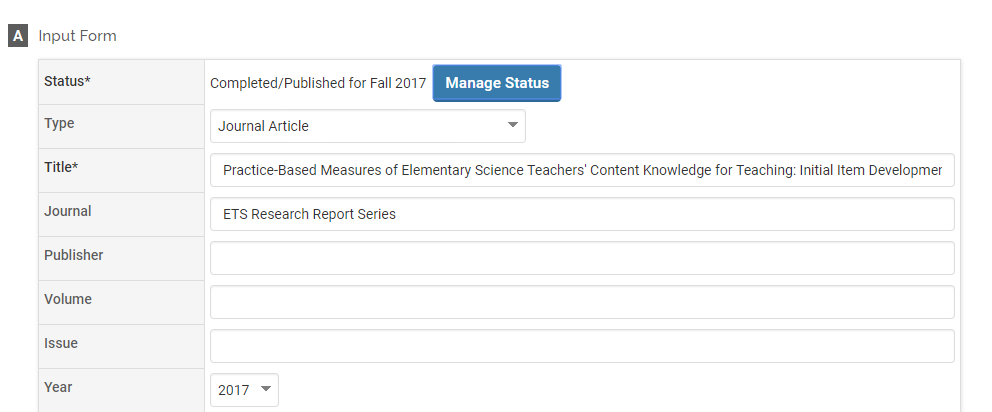 A Input Form
Status* Completed/Published for Fall 2017 Manage Status
Type Journal Article
Title* Practice-Based Measures of Elementary Science Teachers' Content Knowledge for Teaching: Initial Item Developmer
Journal ETS Research Report Series
Publisher
Volume
Issue
Year 2017